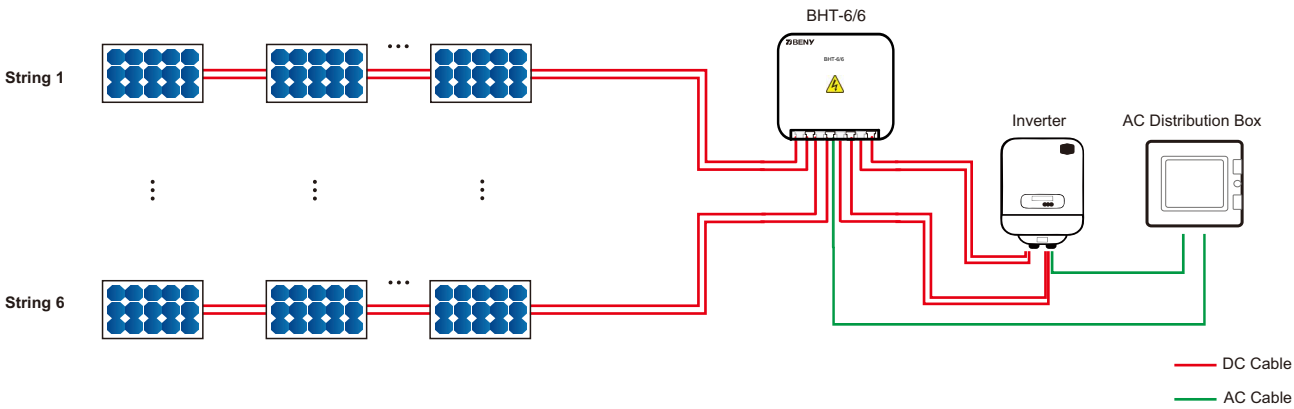 BHT-6/6
BENY
BHT-6/6
String 1
Inverter
AC Distribution Box
String 6
DC Cable
AC Cable